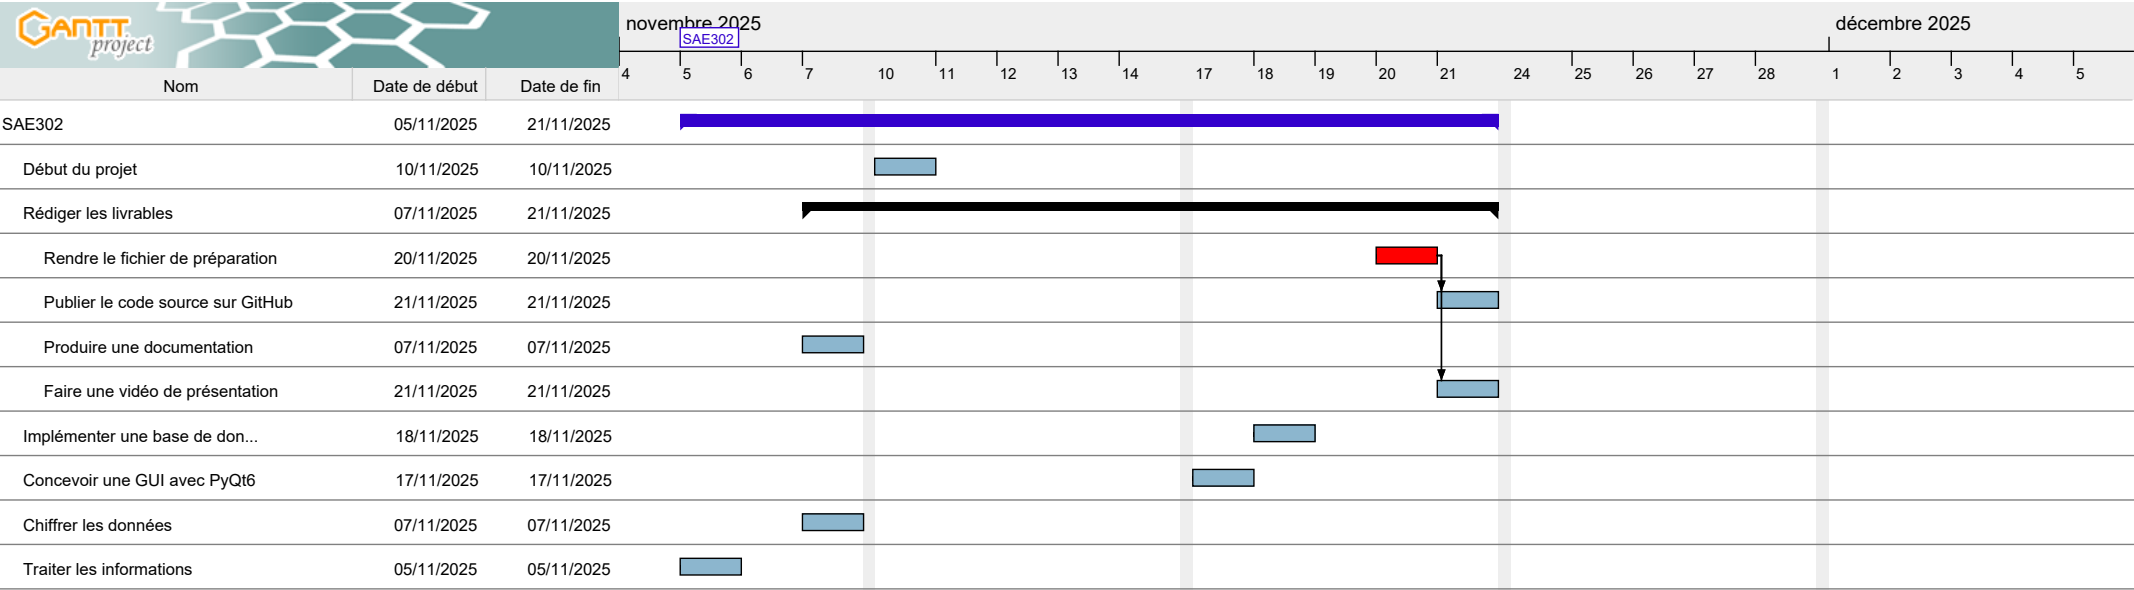 GANTT project
novembre 2025
décembre 2025
SAE302
4 5 6 7 10 11 12 13 14 17 18 19 20 21 24 25 26 27 28 1 2 3 4 5
Nom Date de début Date de fin
SAE302 05/11/2025 21/11/2025
Début du projet 10/11/2025 10/11/2025
Rédiger les livrables 07/11/2025 21/11/2025
Rendre le fichier de préparation 20/11/2025 20/11/2025
Publier le code source sur GitHub 21/11/2025 21/11/2025
Produire une documentation 07/11/2025 07/11/2025
Faire une vidéo de présentation 21/11/2025 21/11/2025
Implémenter une base de don... 18/11/2025 18/11/2025
Concevoir une GUI avec PyQt6 17/11/2025 17/11/2025
Chiffrer les données 07/11/2025 07/11/2025
Traiter les informations 05/11/2025 05/11/2025